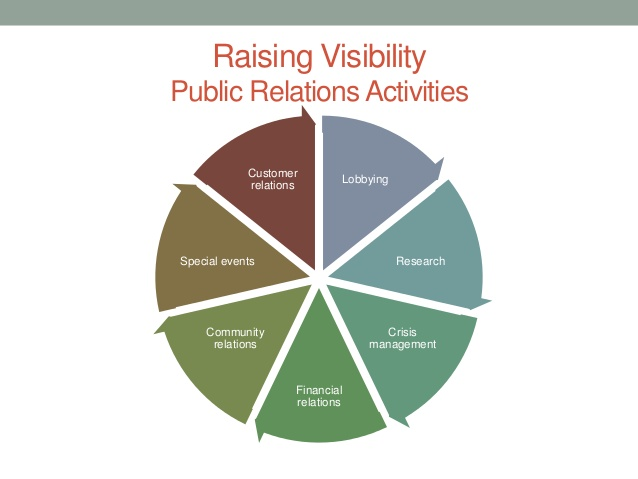 Raising Visibility
Public Relations Activities
Customer
relations
Lobbying
Special events
Research
Community
relations
Crisis
management
Financial
relations